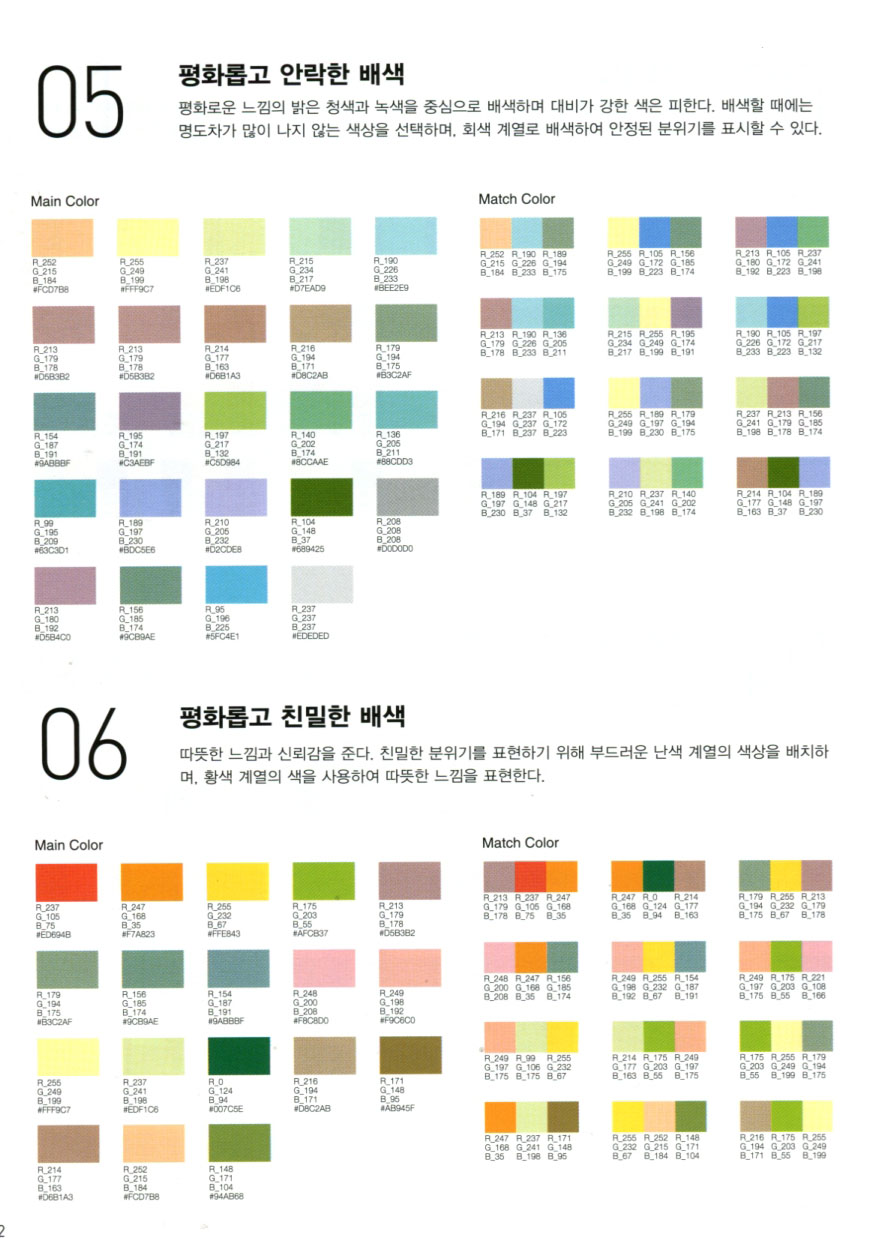 05
평화롭고 안락한 배색
평화로운 느낌의 밝은 청색과 녹색을 중심으로 배색하며 대비가 강한 색은 피한다. 배색할 때에는
명도차가 많이 나지 않는 색상을 선택하며, 회색 계열로 배색하여 안정된 분위기를 표시할 수 있다.
Main Color
R_252 R_255 R_237 R_215 R_190
G_215 G_249 G_241 G_234 G_226
B_184 B_199 B_198 B_217 B_233
#FCD7B8 #FFF9C7 #EDF1C6 #D7EAD9 #BEE2E9
R_213 R_213 R_214 R_216 R_179
G_179 G_179 G_177 G_194 G_194
B_178 B_178 B_163 B_171 B_175
#D5B3B2 #D5B3B2 #D6B1A3 #D8C2AB #B3C2AF
R_154 R_195 R_197 R_140 R_136
G_187 G_174 G_217 G_202 G_205
B_191 B_191 B_132 B_174 B_211
#9ABBBF #C3AEBF #C5D984 #8CCAAE #88CDD3
R_99 R_189 R_210 R_104 R_208
G_195 G_197 G_205 G_148 G_208
B_209 B_230 B_232 B_37 B_208
#63C3D1 #BDC5E6 #D2CDE8 #689425 #D0D0D0
R_213 R_156 R_95 R_237
G_180 G_185 G_196 G_237
B_192 B_174 B_225 B_237
#D5B4C0 #9CB9AE #5FC4E1 #EDEDED
Match Color
R_252 R_190 R_189 R_255 R_105 R_156 R_213 R_105 R_237
G_215 G_226 G_194 G_249 G_172 G_185 G_180 G_172 G_241
B_184 B_233 B_175 B_199 B_223 B_174 B_192 B_223 B_198
R_213 R_190 R_136 R_215 R_255 R_195 R_190 R_105 R_197
G_179 G_226 G_205 G_234 G_249 G_174 G_226 G_172 G_217
B_178 B_233 B_211 B_217 B_199 B_191 B_233 B_223 B_132
R_216 R_237 R_105 R_255 R_189 R_179 R_237 R_213 R_156
G_194 G_237 G_172 G_249 G_197 G_194 G_241 G_179 G_185
B_171 B_237 B_223 B_199 B_230 B_175 B_198 B_178 B_174
R_189 R_104 R_197 R_210 R_237 R_140 R_214 R_104 R_189
G_197 G_148 G_217 G_205 G_241 G_202 G_177 G_148 G_197
B_230 B_37 B_132 B_232 B_198 B_174 B_163 B_37 B_230
06
평화롭고 친밀한 배색
따뜻한 느낌과 신뢰감을 준다. 친밀한 분위기를 표현하기 위해 부드러운 난색 계열의 색상을 배치하
며, 황색 계열의 색을 사용하여 따뜻한 느낌을 표현한다.
Main Color
R_237 R_247 R_255 R_175 R_213
G_105 G_168 G_232 G_203 G_179
B_75 B_35 B_67 B_55 B_178
#ED694B #F7A823 #FFE843 #AFCB37 #D5B3B2
R_179 R_156 R_154 R_248 R_249
G_194 G_185 G_187 G_200 G_198
B_175 B_174 B_191 B_208 B_192
#B3C2AF #9CB9AE #9ABBBF #F8C8D0 #F9C6C0
R_255 R_237 R_0 R_216 R_171
G_249 G_241 G_124 G_194 G_148
B_199 B_198 B_94 B_171 B_95
#FFF9C7 #EDF1C6 #007C5E #D8C2AB #AB945F
R_214 R_252 R_148
G_177 G_215 G_171
B_163 B_184 B_104
#D6B1A3 #FCD7B8 #94AB68
Match Color
R_213 R_237 R_247 R_247 R_0 R_214 R_179 R_255 R_213
G_179 G_105 G_168 G_168 G_124 G_177 G_194 G_232 G_179
B_178 B_75 B_35 B_35 B_94 B_163 B_175 B_67 B_178
R_248 R_247 R_156 R_249 R_255 R_154 R_249 R_175 R_221
G_200 G_168 G_185 G_198 G_232 G_187 G_197 G_203 G_108
B_208 B_35 B_174 B_192 B_67 B_191 B_175 B_55 B_166
R_249 R_99 R_255 R_214 R_175 R_249 R_175 R_255 R_179
G_197 G_106 G_232 G_177 G_203 G_197 G_203 G_249 G_194
B_175 B_175 B_67 B_163 B_55 B_175 B_55 B_199 B_175
R_247 R_237 R_171 R_255 R_252 R_148 R_216 R_175 R_255
G_168 G_241 G_148 G_232 G_215 G_171 G_194 G_203 G_249
B_35 B_198 B_95 B_67 B_184 B_104 B_171 B_55 B_199
2